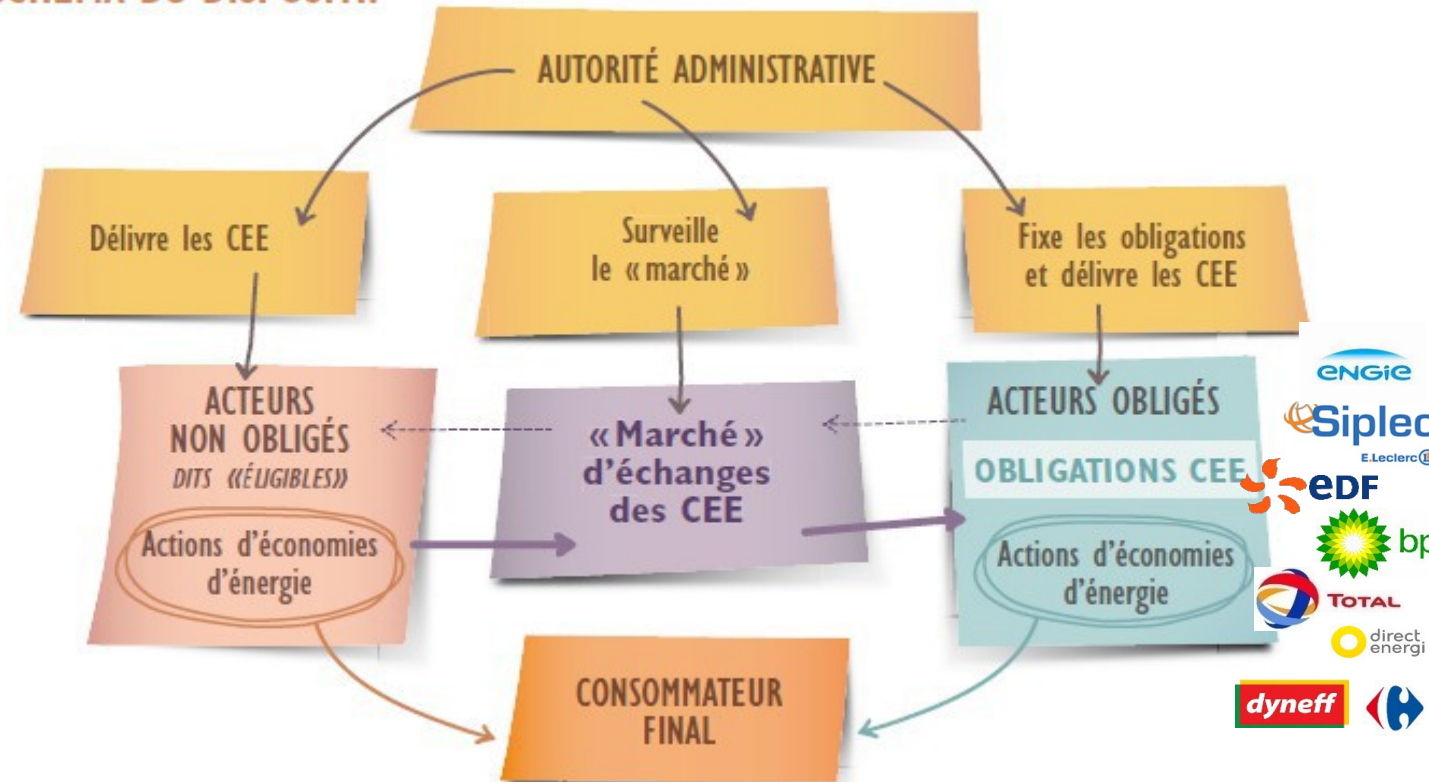 AUTORITÉ ADMINISTRATIVE
Délivre les CEE
Surveille
le « marché »
Fixe les obligations
et délivre les CEE
ACTEURS
NON OBLIGÉS
DITS «ÉLIGIBLES»
Actions d'économies
d'énergie
« Marché »
d'échanges
des CEE
ACTEURS OBLIGÉS
OBLIGATIONS CEE
Actions d'économies
d'énergie
CONSOMMATEUR
FINAL
ENGIE
Siplec
E.Leclerc
eDF
bp
TOTAL
direct
energi
dyneff